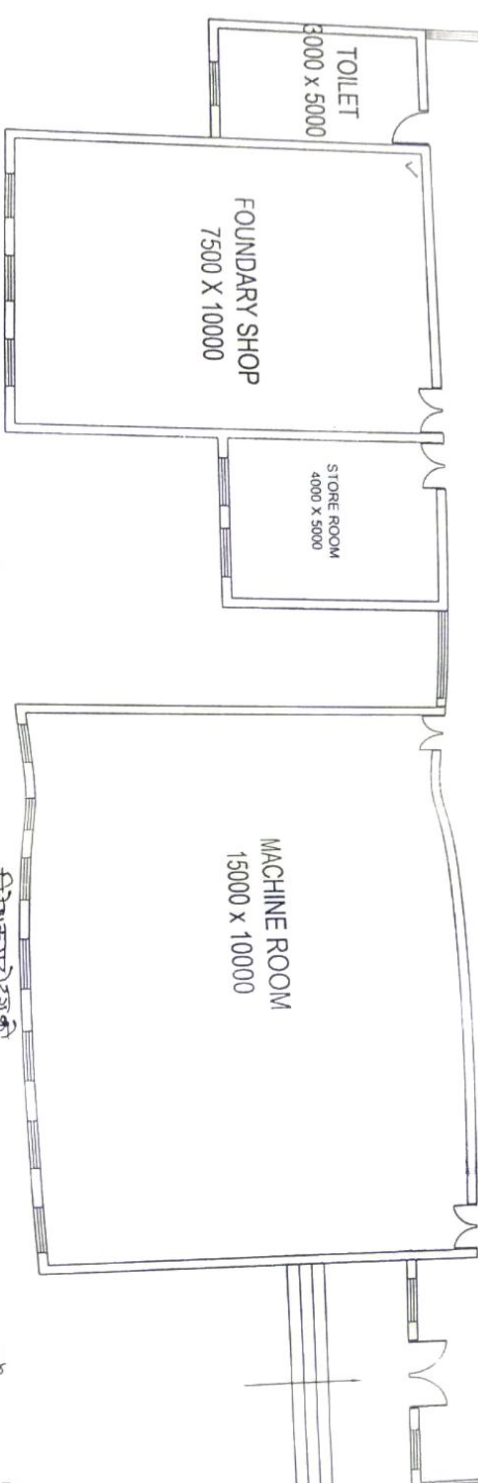 TOILET
3000 x 5000
FOUNDARY SHOP
7500 X 10000
STORE ROOM
4000 X 5000
MACHINE ROOM
15000 x 10000